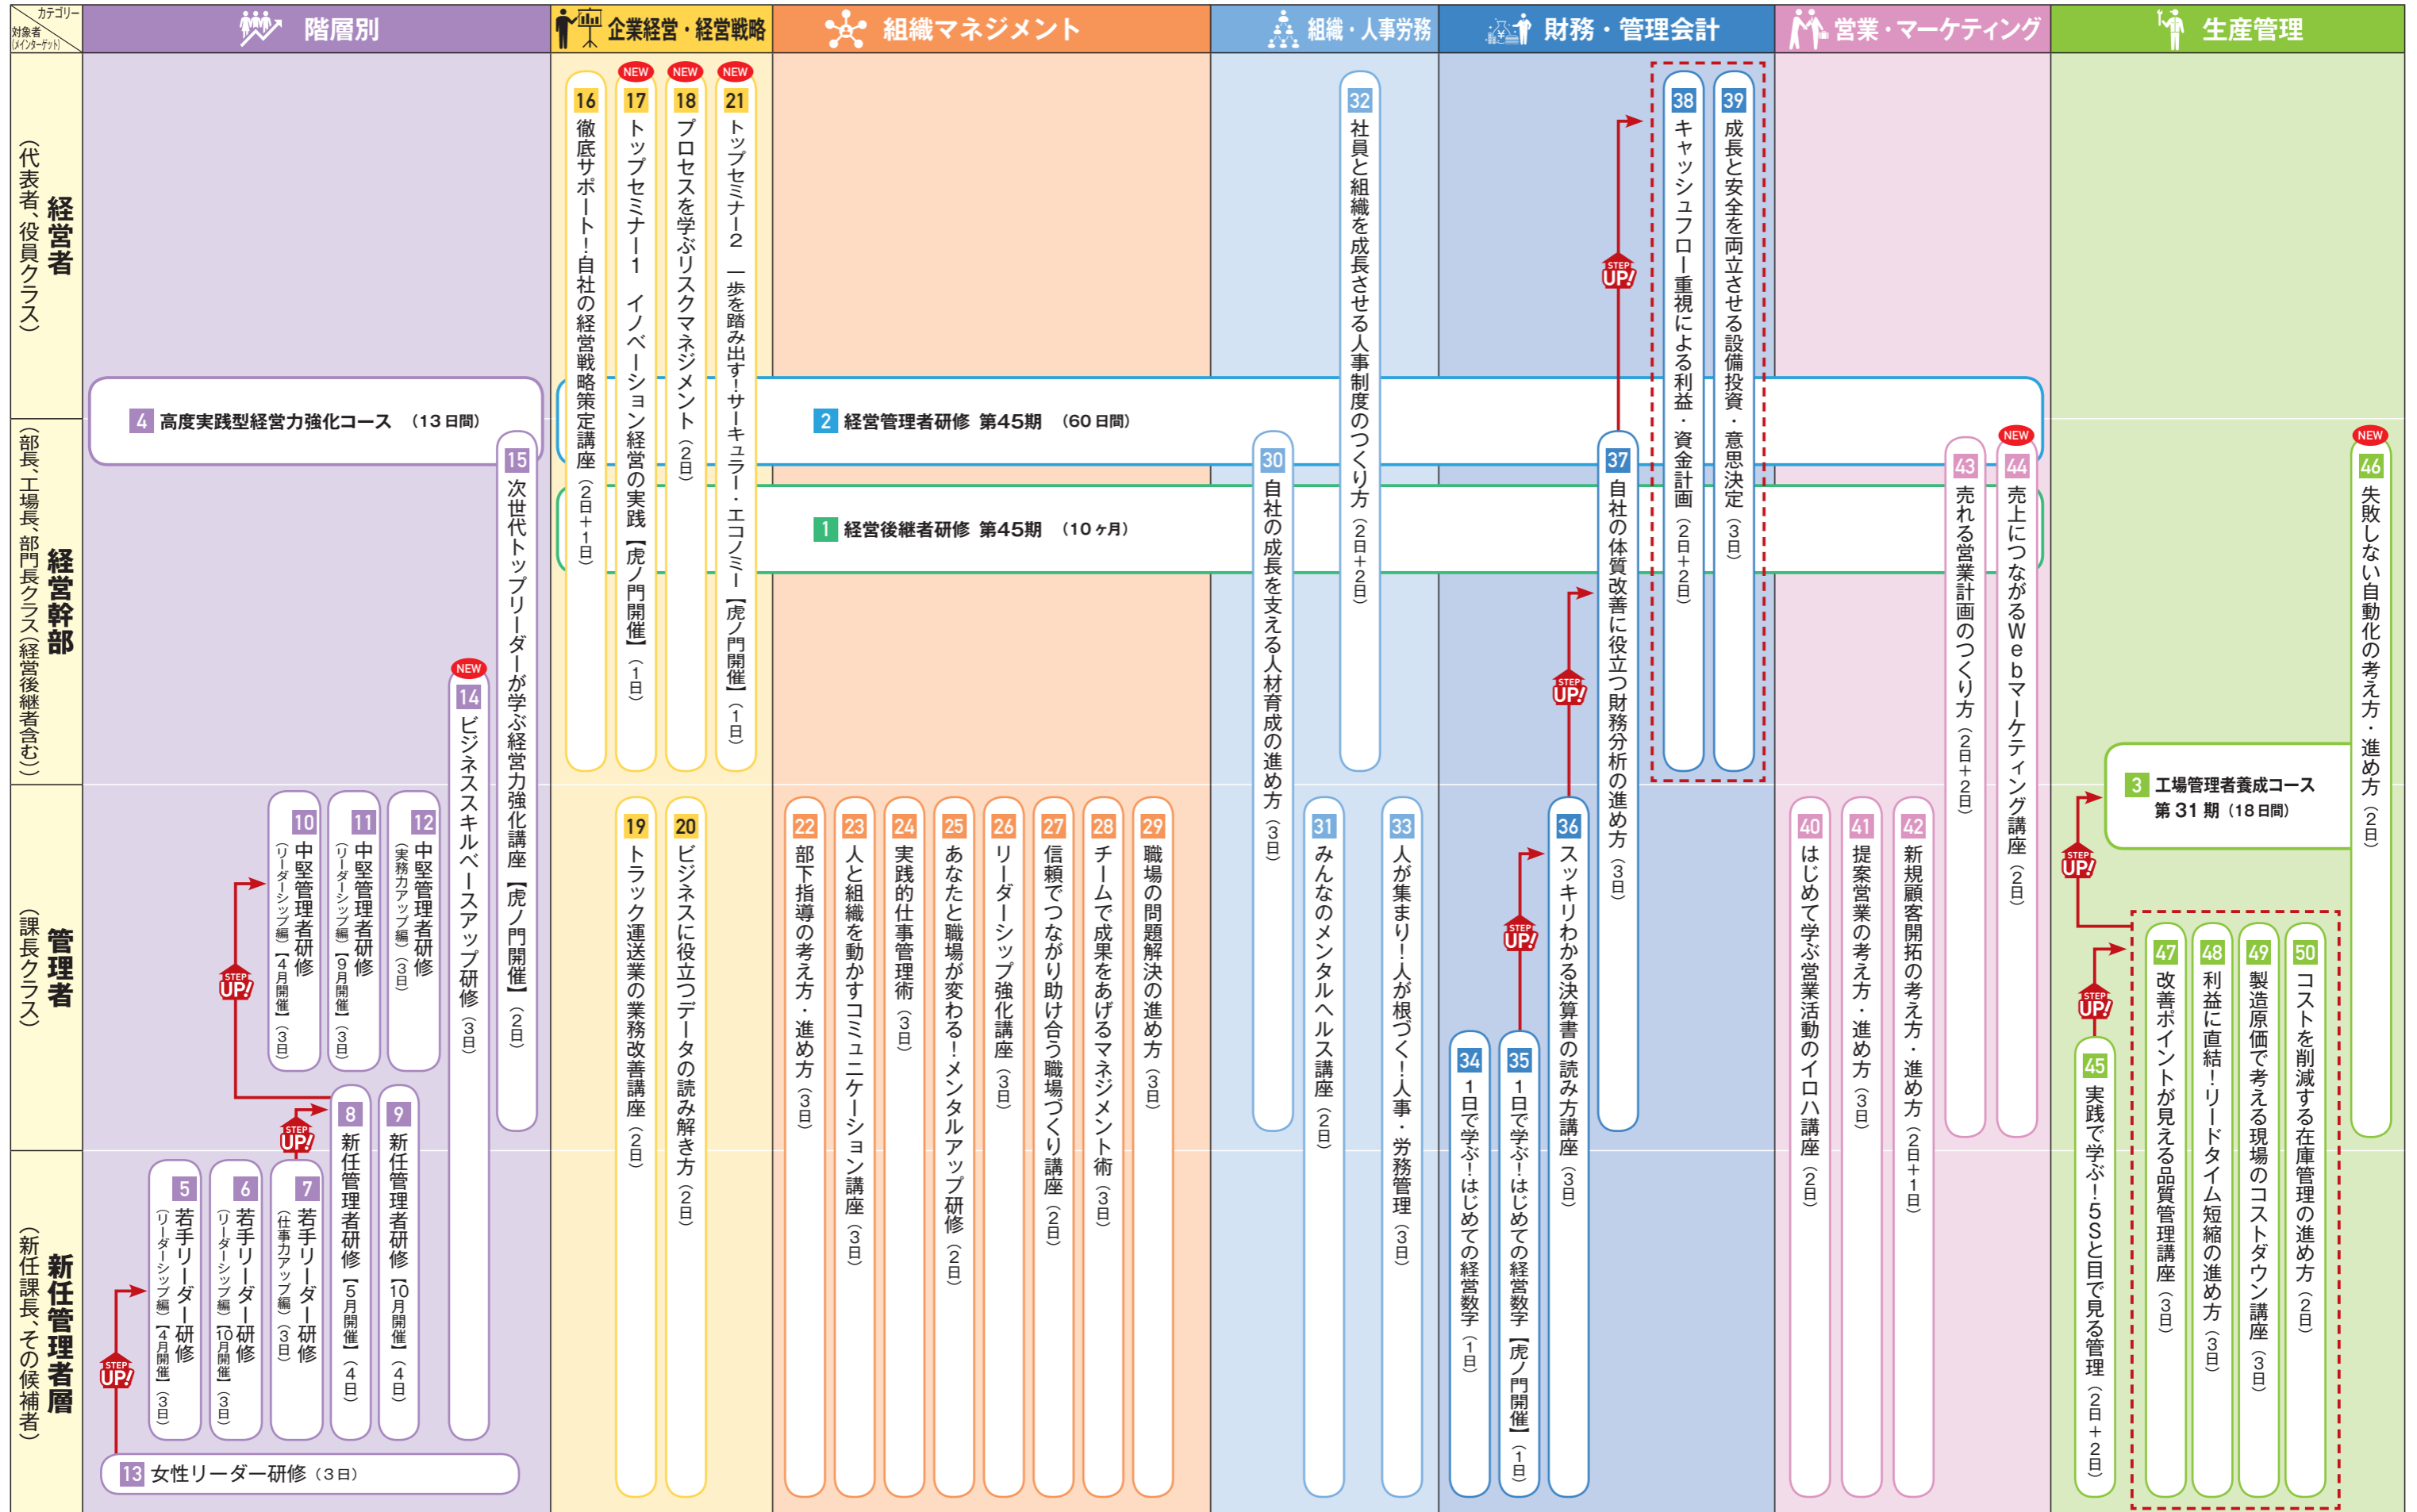 カテゴリー
対象者
(メインターゲット)
階層別
企業経営・経営戦略
組織マネジメント
組織・人事労務
財務・管理会計
営業・マーケティング
生産管理
経営者
（代表者、役員クラス）
経営幹部
（部長、工場長、部門長クラス（経営後継者含む））
管理者
（課長クラス）
新任管理者層
（新任課長、その候補者）
4 高度実践型経営力強化コース （13日間）
2 経営管理者研修 第45期 （60日間）
1 経営後継者研修 第45期 （10ヶ月）
3 工場管理者養成コース
第31期（18日間）
5 若手リーダー研修
（リーダーシップ編）【4月開催】（3日）
6 若手リーダー研修
（リーダーシップ編）【10月開催】（3日）
7 若手リーダー研修
（仕事力アップ編）（3日）
STEP
UP!
8 新任管理者研修【5月開催】（4日）
9 新任管理者研修【10月開催】（4日）
STEP
UP!
10 中堅管理者研修
（リーダーシップ編）【4月開催】（3日）
11 中堅管理者研修
（リーダーシップ編）【9月開催】（3日）
12 中堅管理者研修
（実務力アップ編）（3日）
13 女性リーダー研修（3日）
STEP
UP!
NEW
14 ビジネススキルベースアップ研修（3日）
15 次世代トップリーダーが学ぶ経営力強化講座【虎ノ門開催】（2日）
16 徹底サポート！自社の経営戦略策定講座（2日＋1日）
NEW
17 トップセミナー1 イノベーション経営の実践【虎ノ門開催】（1日）
NEW
18 プロセスを学ぶリスクマネジメント（2日）
NEW
21 トップセミナー2 一歩を踏み出す！サーキュラー・エコノミー【虎ノ門開催】（1日）
19 トラック運送業の業務改善講座（2日）
20 ビジネスに役立つデータの読み解き方（2日）
22 部下指導の考え方・進め方（3日）
23 人と組織を動かすコミュニケーション講座（3日）
24 実践的仕事管理術（3日）
25 あなたと職場が変わる！メンタルアップ研修（2日）
26 リーダーシップ強化講座（3日）
27 信頼でつながり助け合う職場づくり講座（2日）
28 チームで成果をあげるマネジメント術（3日）
29 職場の問題解決の進め方（3日）
30 自社の成長を支える人材育成の進め方（3日）
31 みんなのメンタルヘルス講座（2日）
32 社員と組織を成長させる人事制度のつくり方（2日＋2日）
33 人が集まり！人が根づく！人事・労務管理（3日）
34 1日で学ぶ！はじめての経営数字（1日）
35 1日で学ぶ！はじめての経営数字【虎ノ門開催】（1日）
STEP
UP!
36 スッキリわかる決算書の読み方講座（3日）
STEP
UP!
37 自社の体質改善に役立つ財務分析の進め方（3日）
STEP
UP!
38 キャッシュフロー重視による利益・資金計画（2日＋2日）
39 成長と安全を両立させる設備投資・意思決定（3日）
40 はじめて学ぶ営業活動のイロハ講座（2日）
41 提案営業の考え方・進め方（3日）
42 新規顧客開拓の考え方・進め方（2日＋1日）
43 売れる営業計画のつくり方（2日＋2日）
NEW
44 売上につながるWebマーケティング講座（2日）
45 実践で学ぶ！5Sと目で見る管理（2日＋2日）
STEP
UP!
STEP
UP!
NEW
46 失敗しない自動化の考え方・進め方（2日）
47 改善ポイントが見える品質管理講座（3日）
48 利益に直結！リードタイム短縮の進め方（3日）
49 製造原価で考える現場のコストダウン講座（3日）
50 コストを削減する在庫管理の進め方（2日）